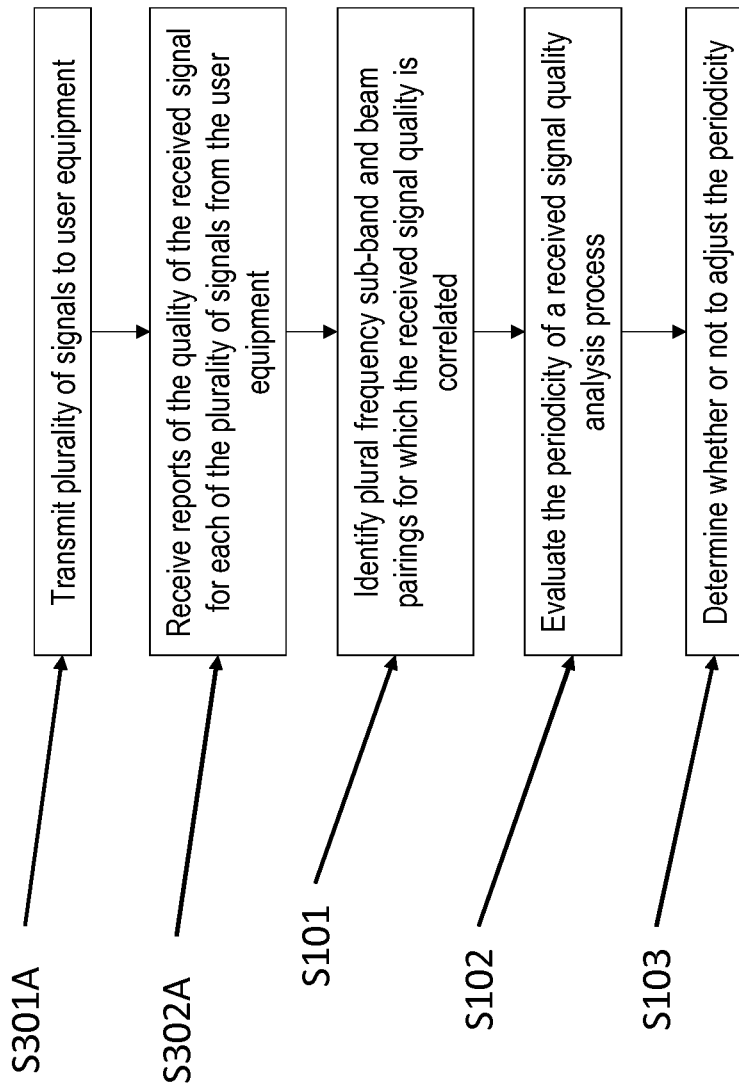 S301A
Transmit plurality of signals to user equipment
S302A
Receive reports of the quality of the received signal
for each of the plurality of signals from the user
equipment
S101
Identify plural frequency sub-band and beam
pairings for which the received signal quality is
correlated
S102
Evaluate the periodicity of a received signal quality
analysis process
S103
Determine whether or not to adjust the periodicity